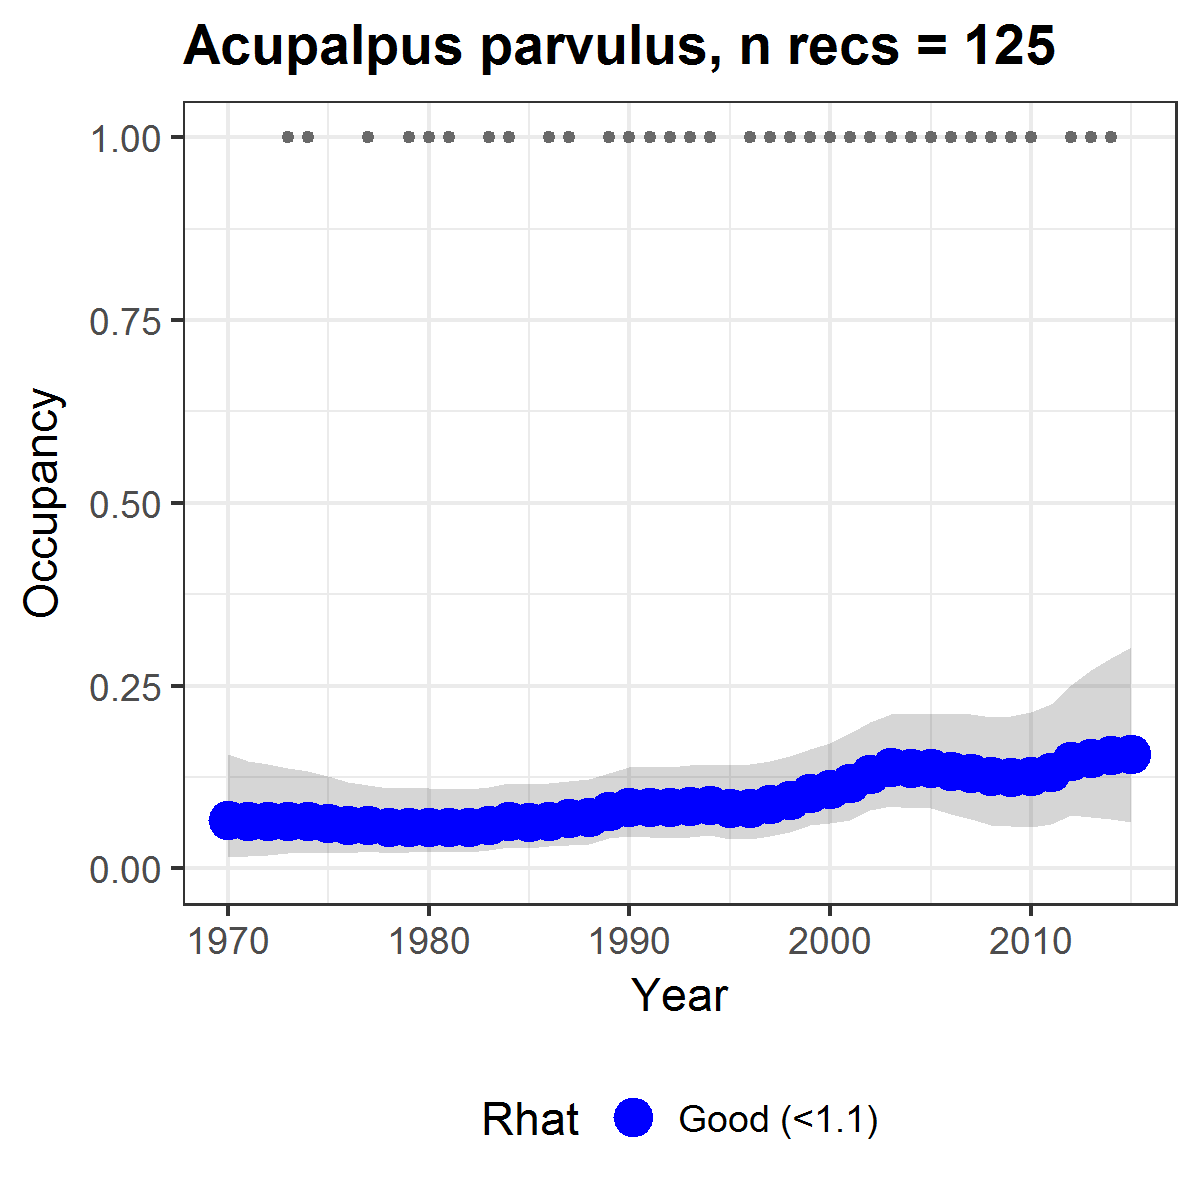 Acupalpus parvulus, n recs = 125
1.00
0.75
0.50
0.25
0.00
Occupancy
1970 1980 1990 2000 2010
Year
Rhat Good (<1.1)